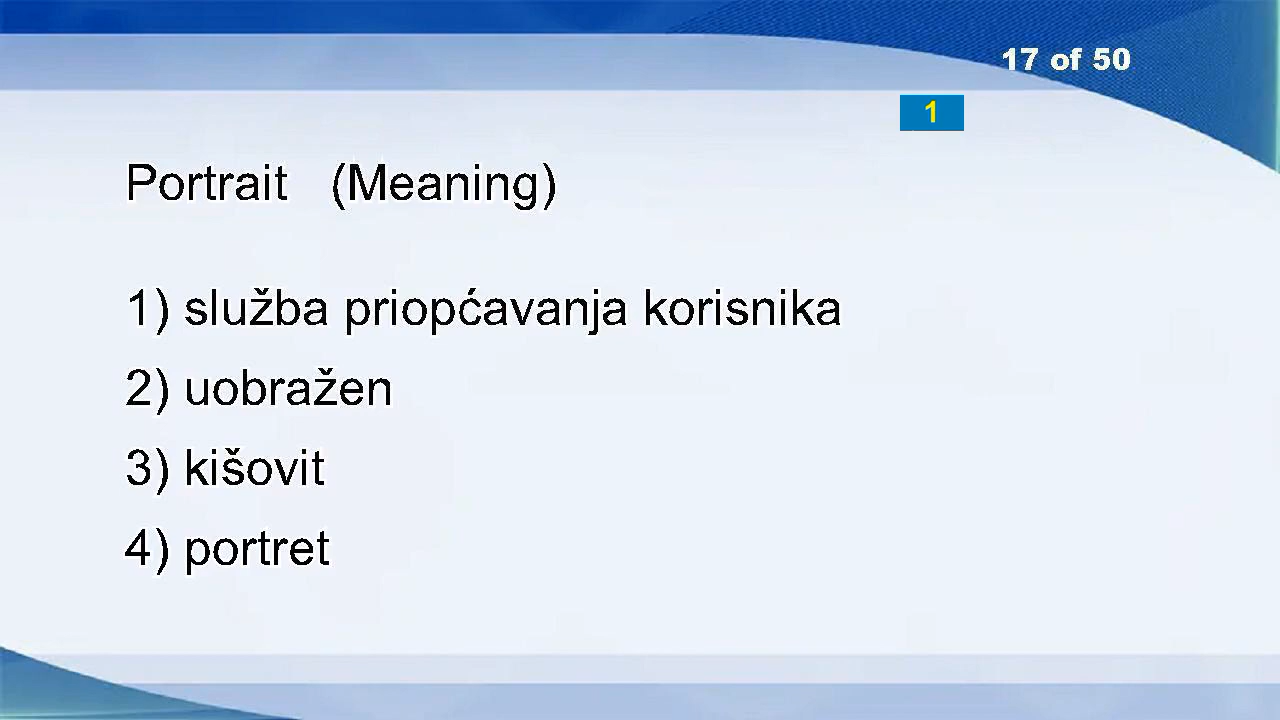 17 of 50
1
Portrait (Meaning)
1) služba priopćavanja korisnika
2) uobražen
3) kišovit
4) portret